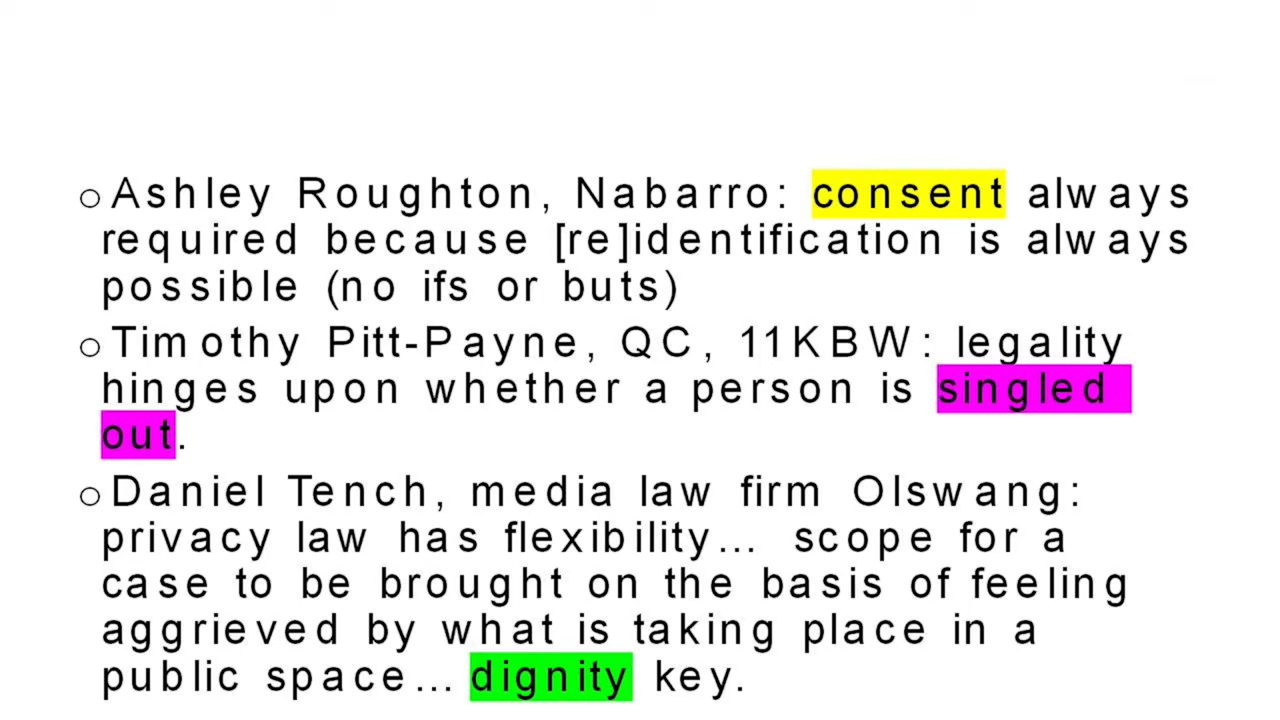 o Ashley Roughton, Nabarro: consent always
required because [re]identification is always
possible (no ifs or buts)
o Timothy Pitt-Payne, QC, 11KBW: legality
hinges upon whether a person is singled
out.
o Daniel Tench, media law firm Olswang:
privacy law has flexibility... scope for a
case to be brought on the basis of feeling
aggrieved by what is taking place in a
public space... dignity key.